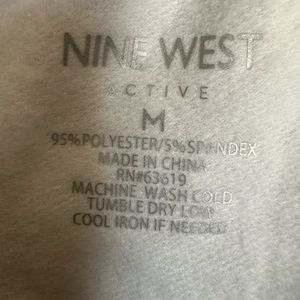 NINE WEST
ACTIVE
M
95%POLYESTER/5%SPANDEX
MADE IN CHINA
RN#63619
MACHINE WASH COLD
TUMBLE DRY LOW
COOL IRON IF NEEDED